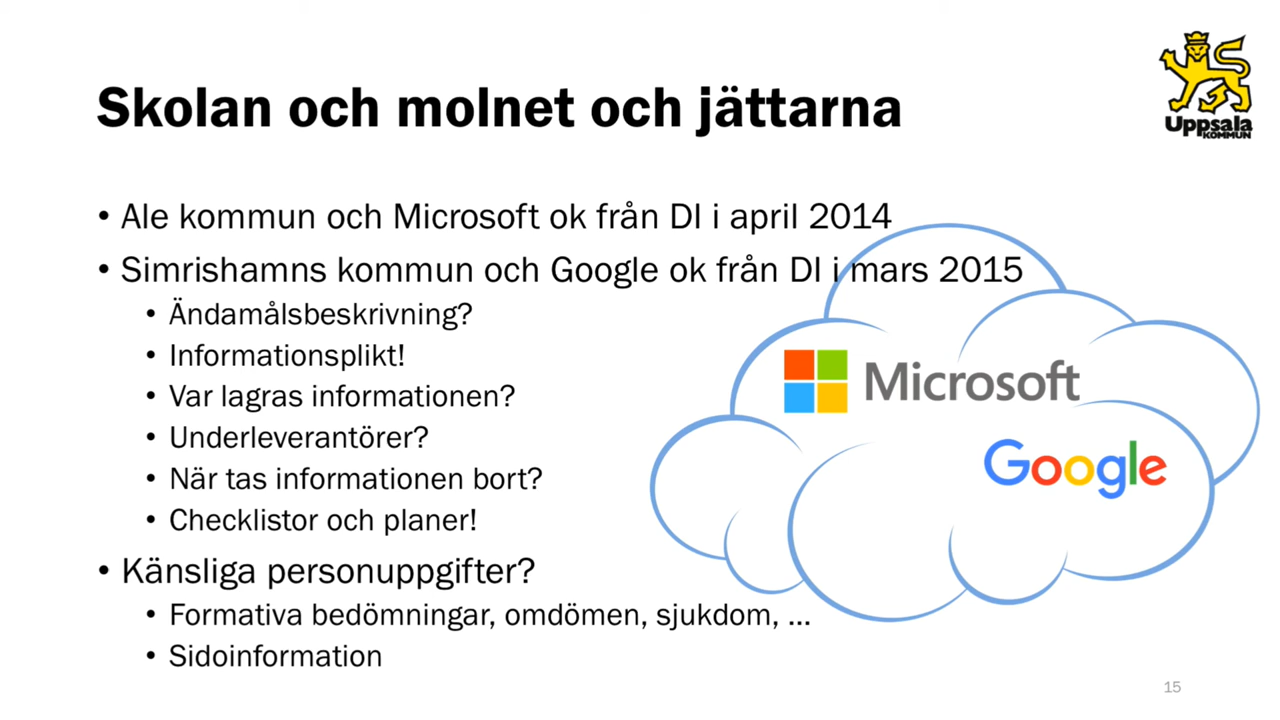 Skolan och molnet och jättarna
Uppsala
KOMMUN
• Ale kommun och Microsoft ok från DI i april 2014
• Simrishamns kommun och Google ok från DI i mars 2015
• Ändamålsbeskrivning?
• Informationsplikt!
• Var lagras informationen?
• Underleverantörer?
• När tas informationen bort?
• Checklistor och planer!
Microsoft
Google
• Känsliga personuppgifter?
• Formativa bedömningar, omdömen, sjukdom, ...
• Sidoinformation
15